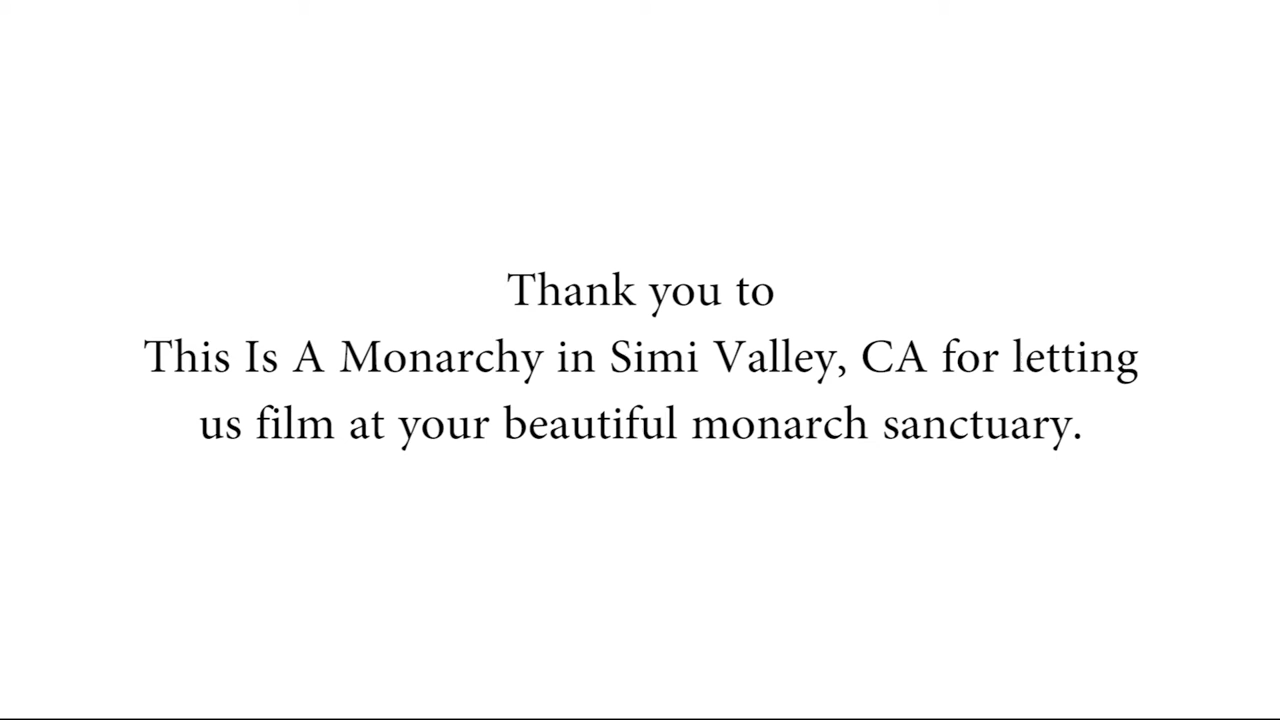 Thank you to
This Is A Monarchy in Simi Valley, CA for letting
us film at your beautiful monarch sanctuary.